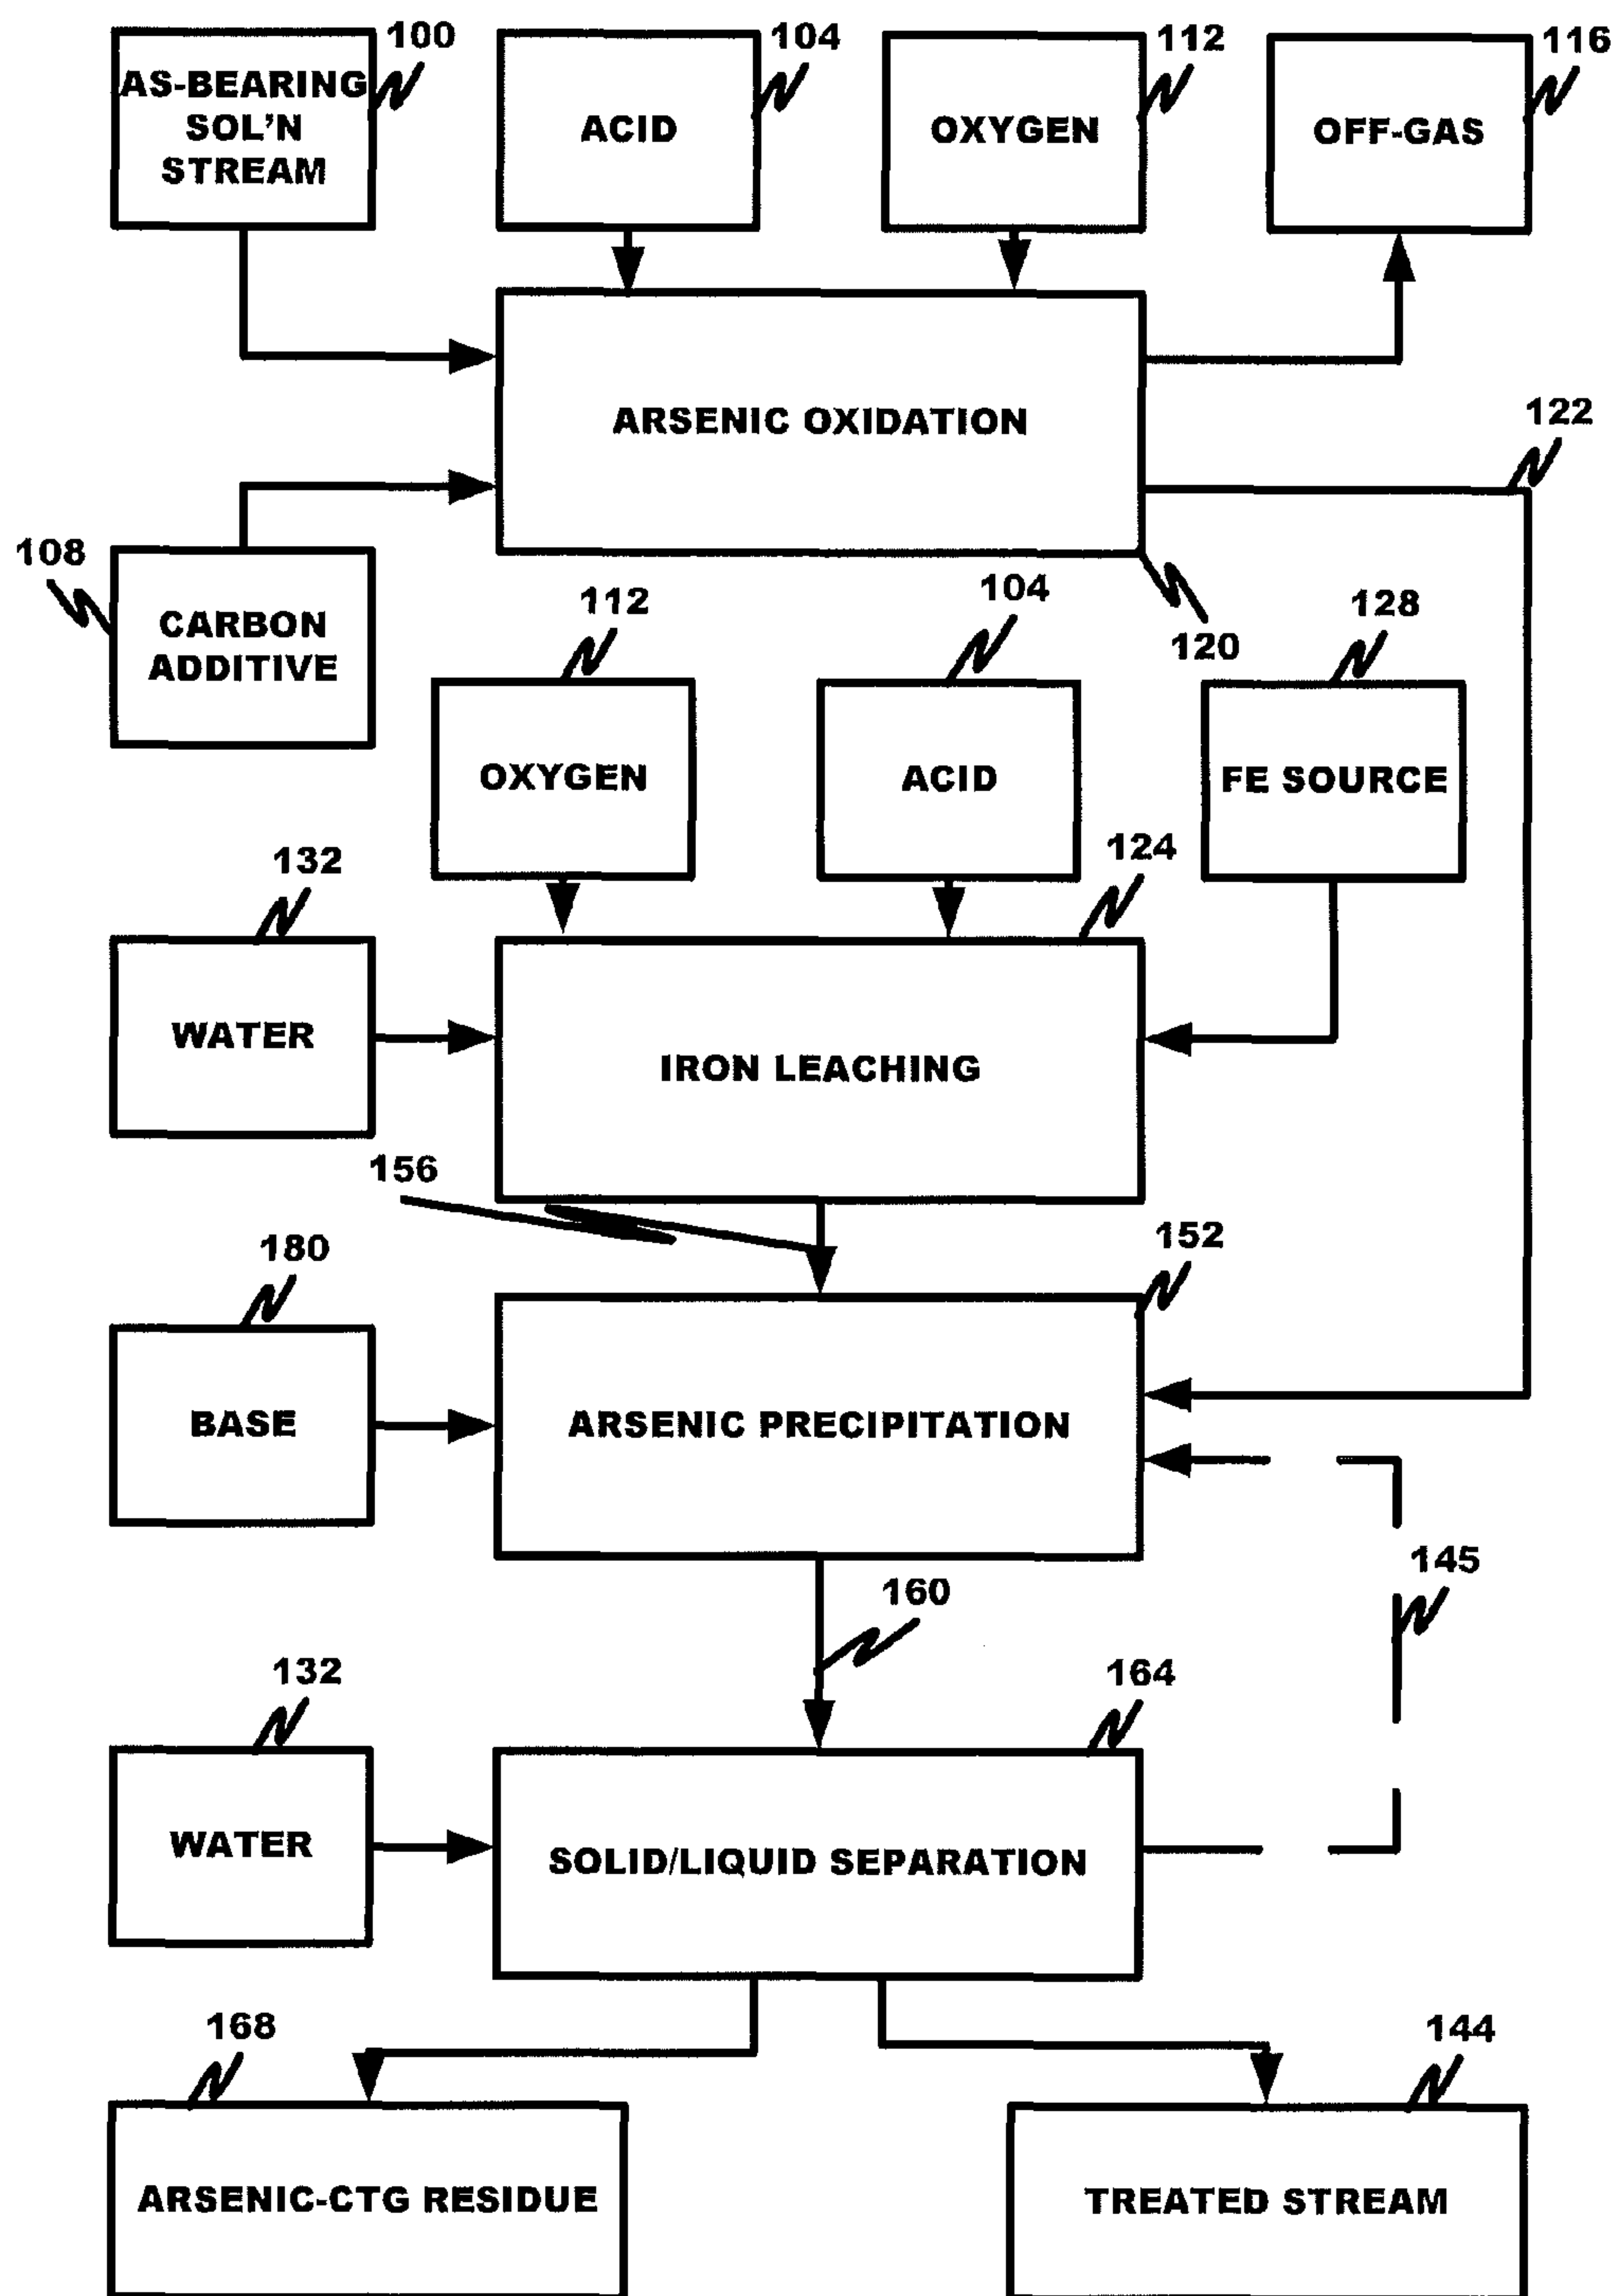 100
104
112
116
AS-BEARING
SOL'N
STREAM
ACID
OXYGEN
OFF-GAS
ARSENIC OXIDATION
122
108
CARBON
ADDITIVE
112
104
120
128
OXYGEN
ACID
FE SOURCE
132
124
WATER
IRON LEACHING
156
180
152
BASE
ARSENIC PRECIPITATION
145
160
132
164
WATER
SOLID/LIQUID SEPARATION
168
144
ARSENIC-CTG RESIDUE
TREATED STREAM